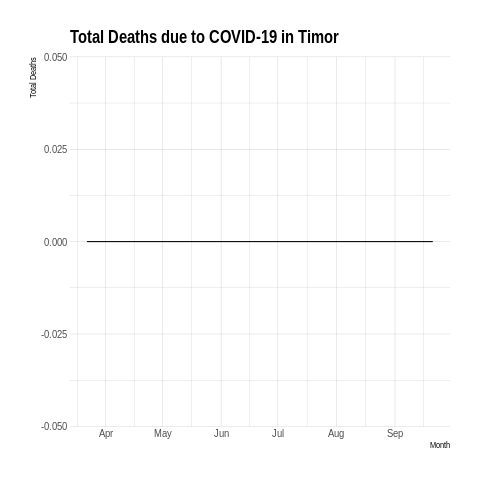 Total Deaths due to COVID-19 in Timor
Total Deaths
0.050
0.025
0.000
-0.025
-0.050
Apr May Jun Jul Aug Sep
Month